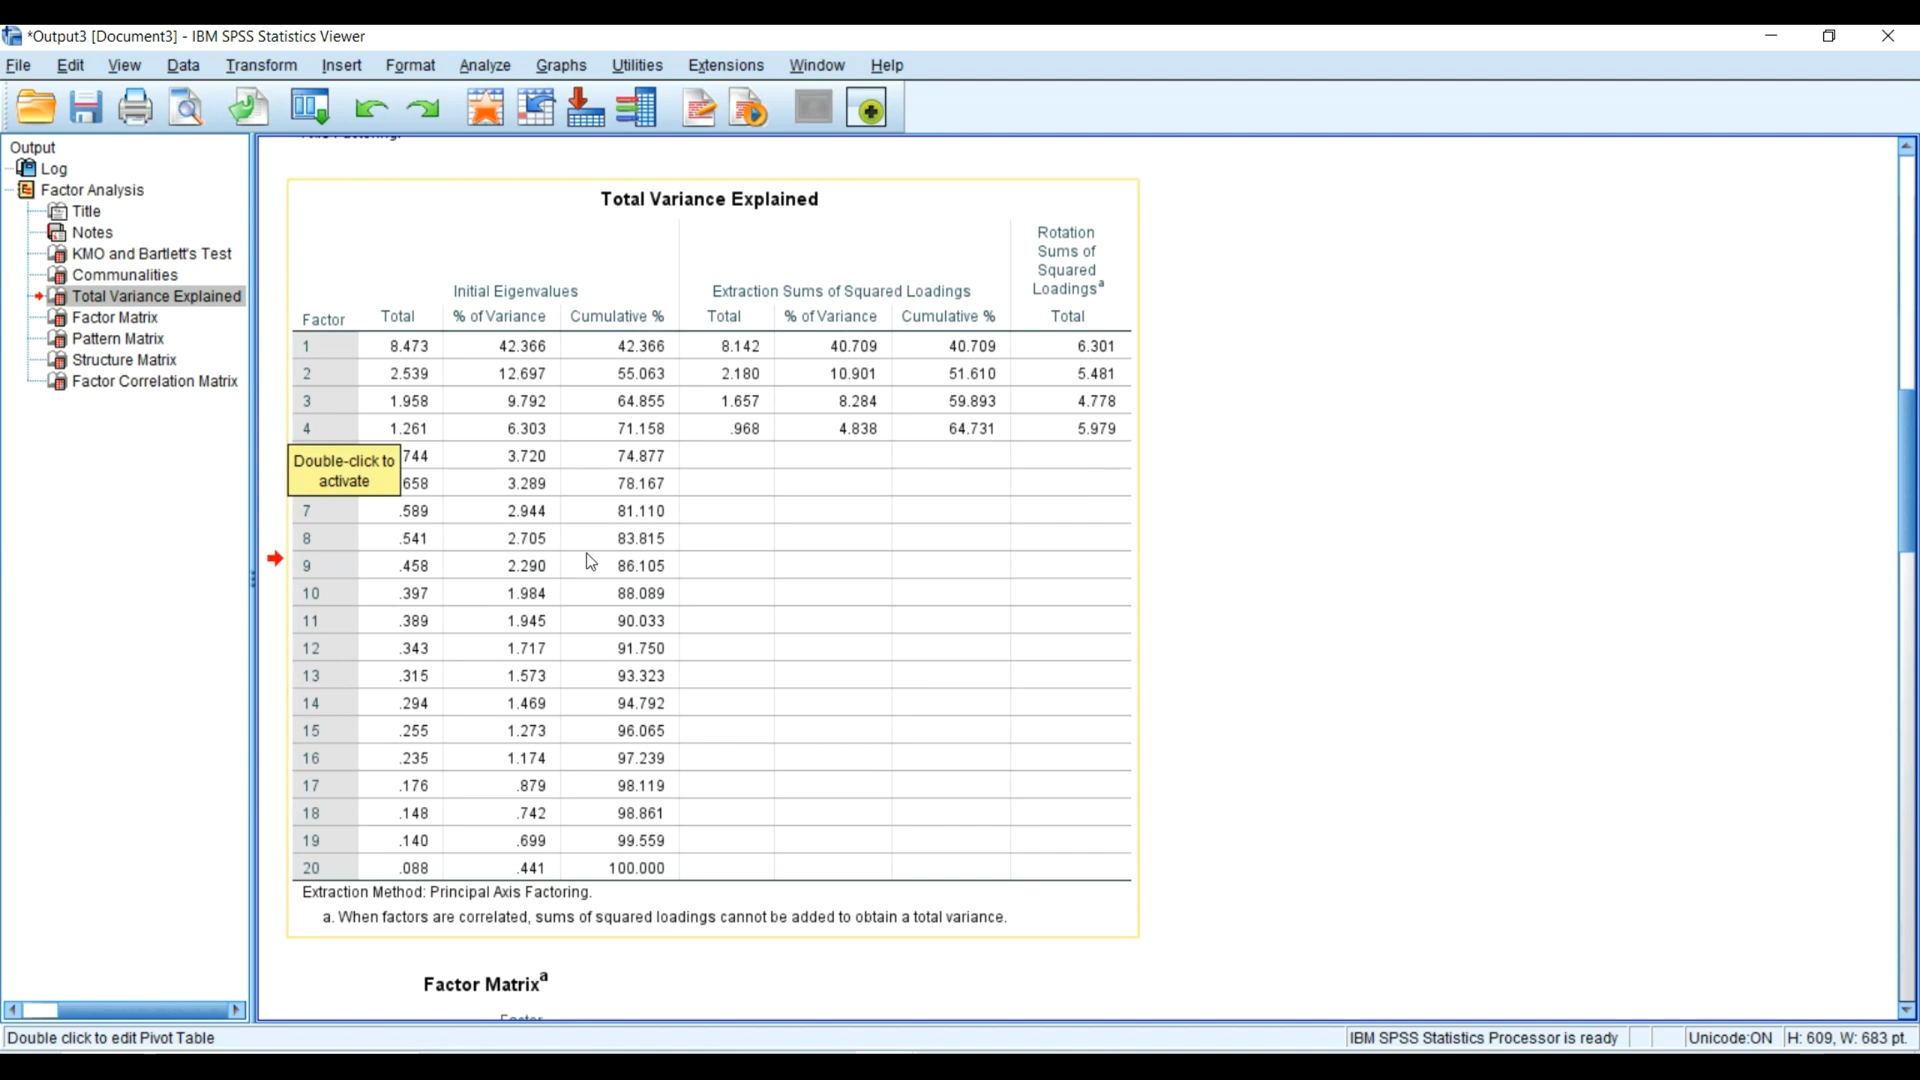 *Output3 [Document3] - IBM SPSS Statistics Viewer
File Edit View Data Transform Insert Format Analyze Graphs Utilities Extensions Window Help
Output
Log
Factor Analysis
Title
Notes
KMO and Bartlett's Test
Communalities
Total Variance Explained
Factor Matrix
Pattern Matrix
Structure Matrix
Factor Correlation Matrix
Total Variance Explained
Rotation
Sums of
Squared
Initial Eigenvalues Extraction Sums of Squared Loadings Loadingsa
Factor Total % of Variance Cumulative % Total % of Variance Cumulative % Total
1 8.473 42.366 42.366 8.142 40.709 40.709 6.301
2 2.539 12.697 55.063 2.180 10.901 51.610 5.481
3 1.958 9.792 64.855 1.657 8.284 59.893 4.778
4 1.261 6.303 71.158 .968 4.838 64.731 5.979
744 3.720 74.877
658 3.289 78.167
Double-click to
activate
7 .589 2.944 81.110
8 .541 2.705 83.815
9 .458 2.290 86.105
10 .397 1.984 88.089
11 .389 1.945 90.033
12 .343 1.717 91.750
13 .315 1.573 93.323
14 .294 1.469 94.792
15 .255 1.273 96.065
16 .235 1.174 97.239
17 .176 .879 98.119
18 .148 .742 98.861
19 .140 .699 99.559
20 .088 .441 100.000
Extraction Method: Principal Axis Factoring.
a. When factors are correlated, sums of squared loadings cannot be added to obtain a total variance.
Factor Matrixa
Double click to edit Pivot Table
IBM SPSS Statistics Processor is ready Unicode:ON H: 609, W: 683 pt.